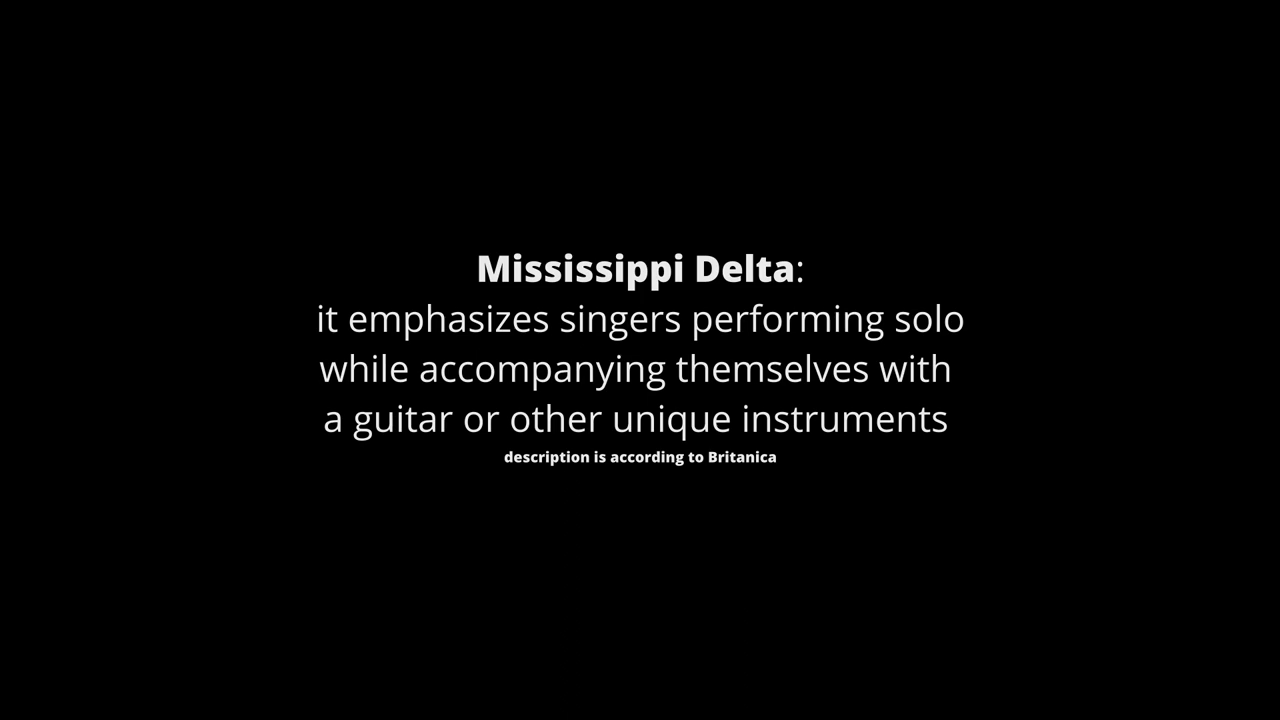 Mississippi Delta:
it emphasizes singers performing solo
while accompanying themselves with
a guitar or other unique instruments
description is according to Britanica